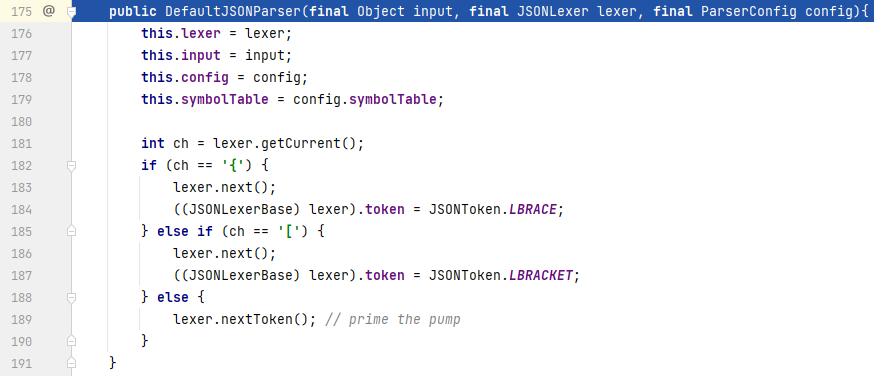 175 @ public DefaultJSONParser(final Object input, final JSONLexer lexer, final ParserConfig config){
176 this.lexer = lexer;
177 this.input = input;
178 this.config = config;
179 this.symbolTable = config.symbolTable;
180
181 int ch = lexer.getCurrent();
182 if (ch == '{') {
183 lexer.next();
184 ((JSONLexerBase) lexer).token = JSONToken.LBRACE;
185 } else if (ch == '[') {
186 lexer.next();
187 ((JSONLexerBase) lexer).token = JSONToken.LBRACKET;
188 } else {
189 lexer.nextToken(); // prime the pump
190 }
191 }